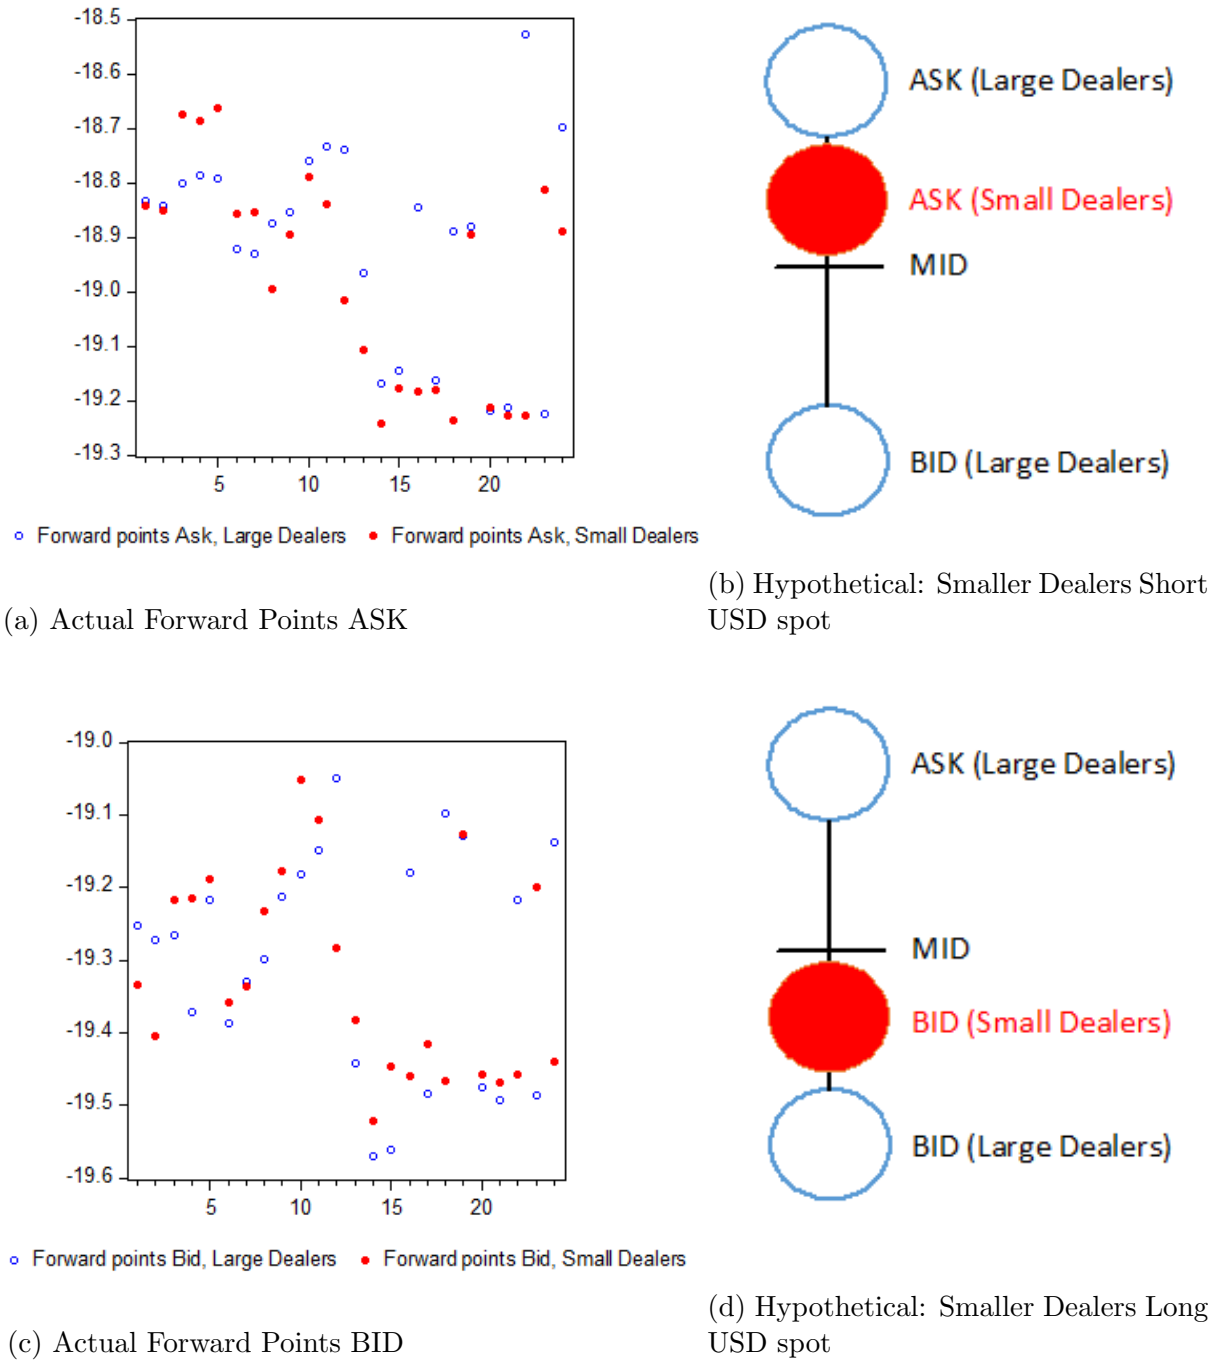 -18.5
-18.6
-18.7
-18.8
-18.9
-19.0
-19.1
-19.2
-19.3
5 10 15 20
Forward points Ask, Large Dealers Forward points Ask, Small Dealers
(a) Actual Forward Points ASK
ASK (Large Dealers)
ASK (Small Dealers)
MID
BID (Large Dealers)
(b) Hypothetical: Smaller Dealers Short
USD spot
-19.0
-19.1
-19.2
-19.3
-19.4
-19.5
-19.6
5 10 15 20
Forward points Bid, Large Dealers Forward points Bid, Small Dealers
(c) Actual Forward Points BID
ASK (Large Dealers)
MID
BID (Small Dealers)
BID (Large Dealers)
(d) Hypothetical: Smaller Dealers Long
USD spot